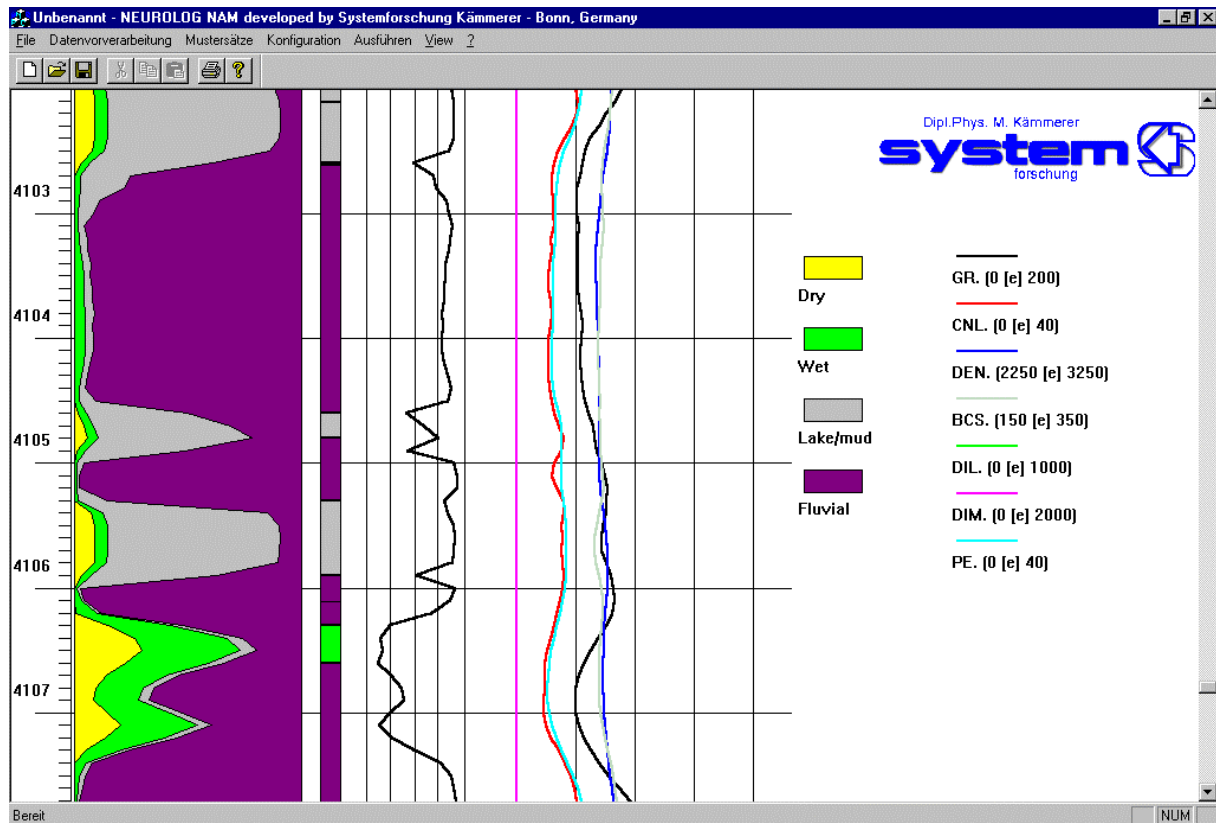 Unbenannt - NEUROLOG NAM developed by Systemforschung Kämmerer - Bonn, Germany
File Datenvorverarbeitung Mustersätze Konfiguration Ausführen View ?
Dipl.Phys. M. Kämmerer
system
forschung
4103
4104
4105
4106
4107
Dry
Wet
Lake/mud
Fluvial
GR. (0 [e] 200)
CNL. (0 [e] 40)
DEN. (2250 [e] 3250)
BCS. (150 [e] 350)
DIL. (0 [e] 1000)
DIM. (0 [e] 2000)
PE. (0 [e] 40)
Bereit
NUM